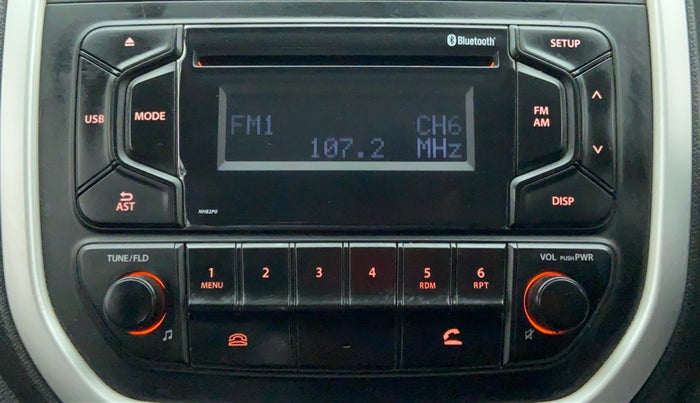 Bluetooth
SETUP
USB
MODE
FM1 CH6
107.2 MHz
FM
AM
AST
DISP
NH82P8
TUNE/FLD
VOL PUSH PWR
1 2 3 4 5 6
MENU RDM RPT